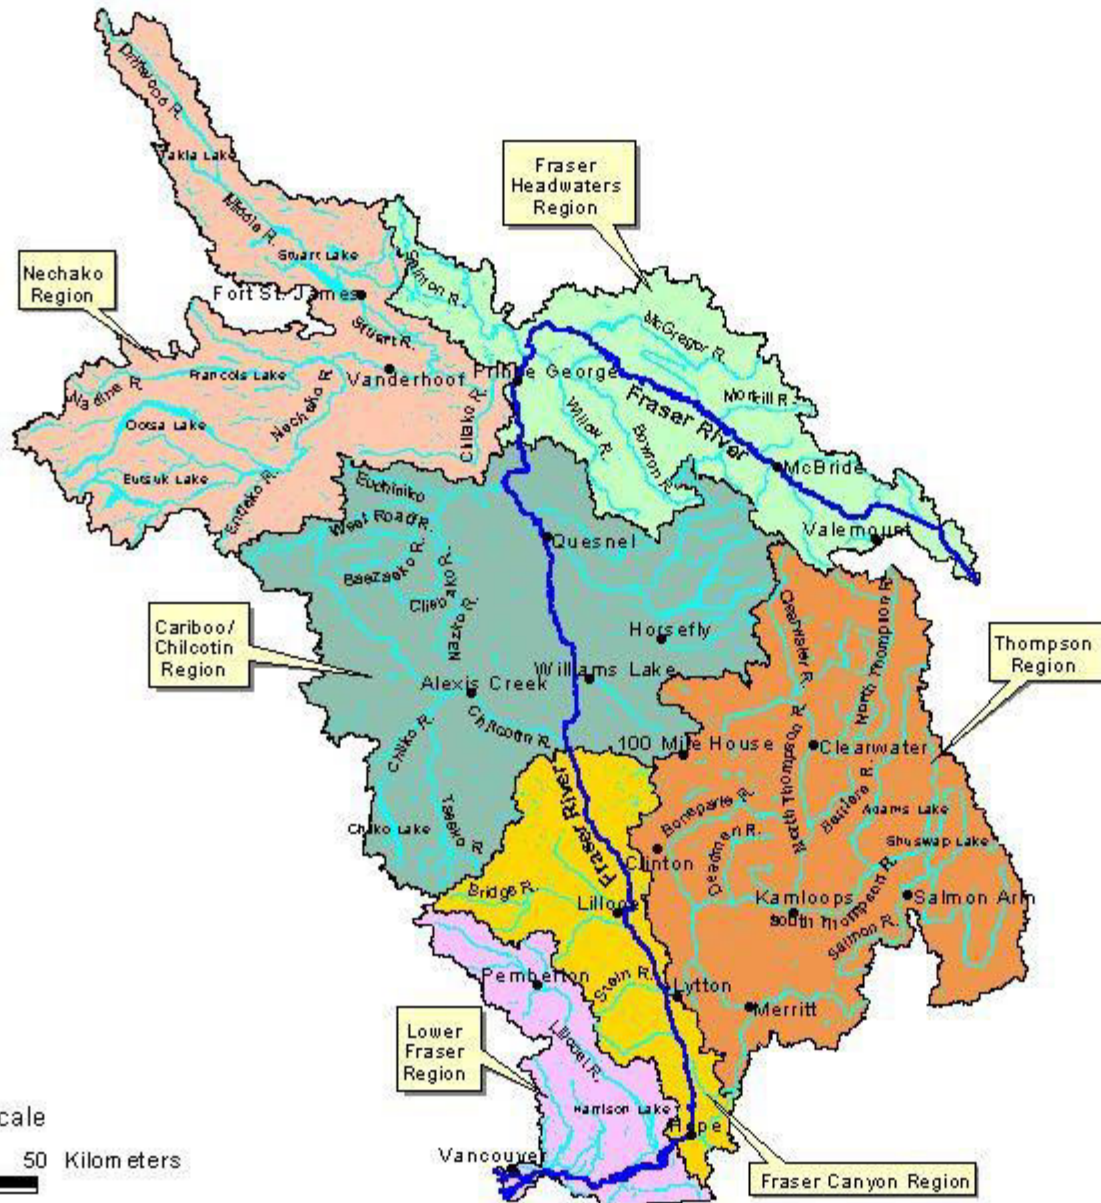 Driftwood R.
Takla Lake
Middle R.
Stuart Lake
Fraser
Headwaters
Region
Nechako
Region
Salmon R.
Fort St. James
Stuart R.
McGregor R.
Francois Lake
Vanderhoof
Prince George
Nadine R.
Morkill R.
Ootsa Lake
Nechako R.
Chilako R.
Willow R.
Bowron R.
Fraser River
McBride
Eutsuk Lake
Entiako R.
Euchiniko
West Road R.
Quesnel
Valemount
Baezaeko R.
Clisbako R.
Nazko R.
Clearwater R.
North Thompson R.
Cariboo/
Chilcotin
Region
Horsefly
Thompson
Region
Williams Lake
Alexis Creek
Chilcotin R.
Chilko R.
100 Mile House
Clearwater
North Thompson R.
Fraser River
Taseko R.
Chilko Lake
Bonaparte R.
Deadman R.
Barriere R.
Adams Lake
Shuswap Lake
Clinton
Bridge R.
Lillooet
Kamloops
South Thompson R.
Salmon Arm
Salmon R.
Pemberton
Stein R.
Lytton
Merritt
Lower
Fraser
Region
Lillooet R.
Harrison Lake
Hope
Vancouver
Fraser Canyon Region
cale
50 Kilometers